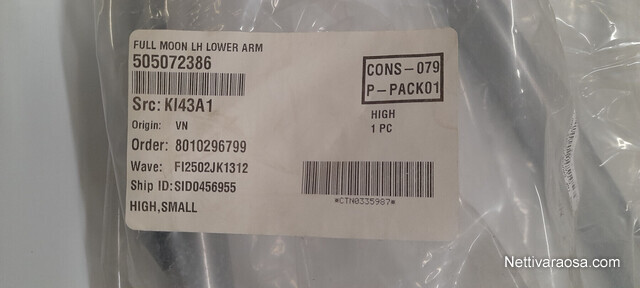 FULL MOON LH LOWER ARM
505072386
Src: KI43A1
Origin: VN
Order: 8010296799
Wave: FI2502JK1312
Ship ID: SID0456955
HIGH,SMALL
CONS-079
P-PACK01
HIGH
1 PC
*CTN0335987*
Nettivaraosa.com